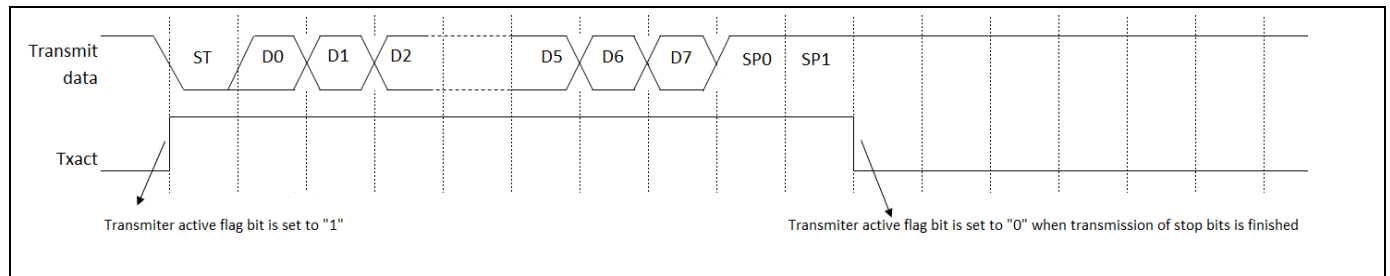 Transmit data
ST D0 D1 D2 D5 D6 D7 SP0 SP1
Txact
Transmiter active flag bit is set to "1"
Transmiter active flag bit is set to "0" when transmission of stop bits is finished